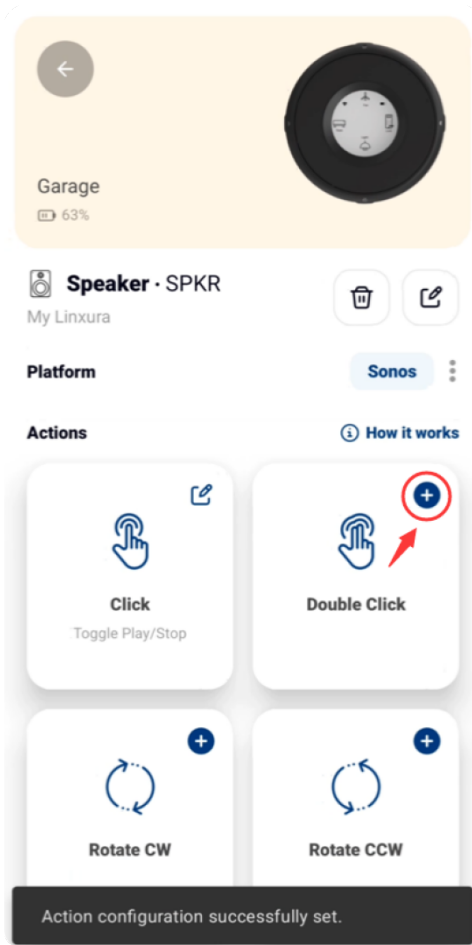 Garage
63%
Speaker · SPKR
My Linxura
Platform
Sonos
Actions
How it works
Click
Toggle Play/Stop
Double Click
Rotate CW
Rotate CCW
Action configuration successfully set.